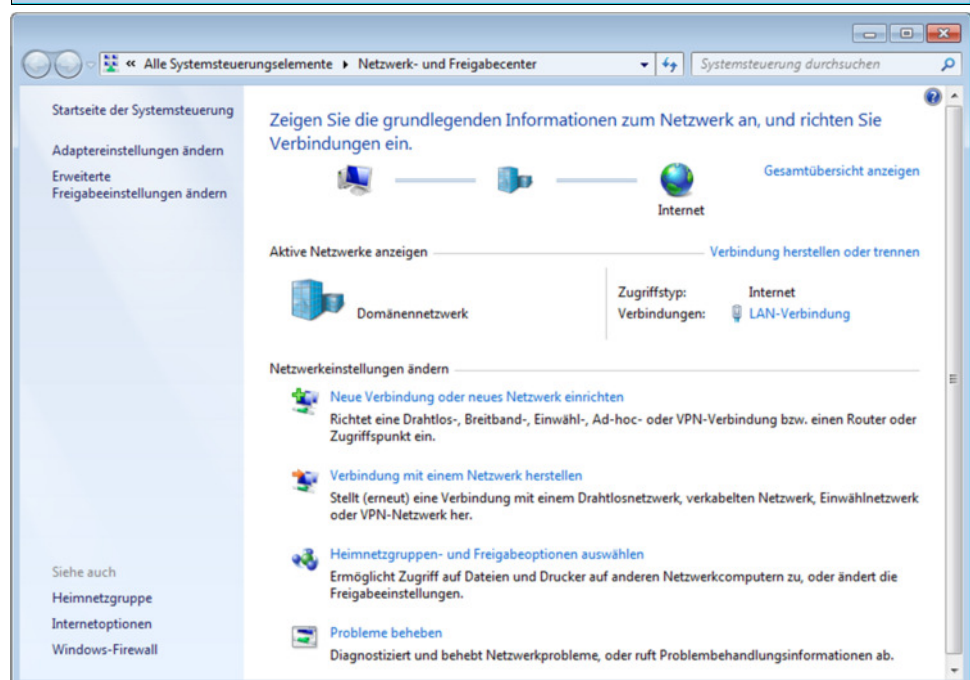 « Alle Systemsteuerungselemente ▸ Netzwerk- und Freigabecenter
Systemsteuerung durchsuchen
Startseite der Systemsteuerung
Adaptereinstellungen ändern
Erweiterte
Freigabeeinstellungen ändern
Zeigen Sie die grundlegenden Informationen zum Netzwerk an, und richten Sie
Verbindungen ein.
Gesamtübersicht anzeigen
Internet
Aktive Netzwerke anzeigen
Verbindung herstellen oder trennen
Domänennetzwerk
Zugriffstyp: Internet
Verbindungen: LAN-Verbindung
Netzwerkeinstellungen ändern
Neue Verbindung oder neues Netzwerk einrichten
Richtet eine Drahtlos-, Breitband-, Einwähl-, Ad-hoc- oder VPN-Verbindung bzw. einen Router oder
Zugriffspunkt ein.
Verbindung mit einem Netzwerk herstellen
Stellt (erneut) eine Verbindung mit einem Drahtlosnetzwerk, verkabelten Netzwerk, Einwählnetzwerk
oder VPN-Netzwerk her.
Heimnetzgruppen- und Freigabeoptionen auswählen
Ermöglicht Zugriff auf Dateien und Drucker auf anderen Netzwerkcomputern zu, oder ändert die
Freigabeeinstellungen.
Probleme beheben
Diagnostiziert und behebt Netzwerkprobleme, oder ruft Problembehandlungsinformationen ab.
Siehe auch
Heimnetzgruppe
Internetoptionen
Windows-Firewall